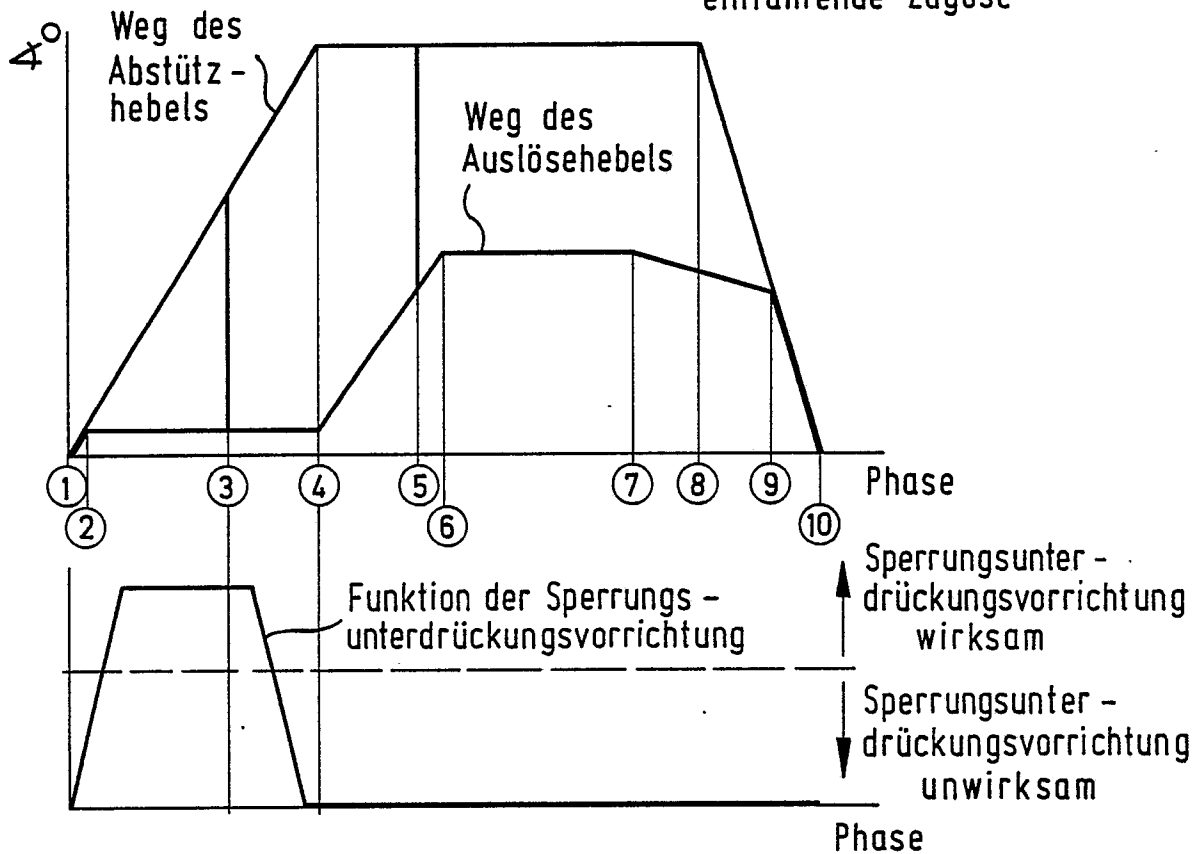 einfahrende Zugöse
Weg des
Abstütz-
hebels
∢°
Weg des
Auslösehebels
1
2
3
4
5
6
7
8
9
10
Phase
Funktion der Sperrungs-
unterdrückungsvorrichtung
Sperrungsunter-
drückungsvorrichtung
wirksam
Sperrungsunter-
drückungsvorrichtung
unwirksam
Phase